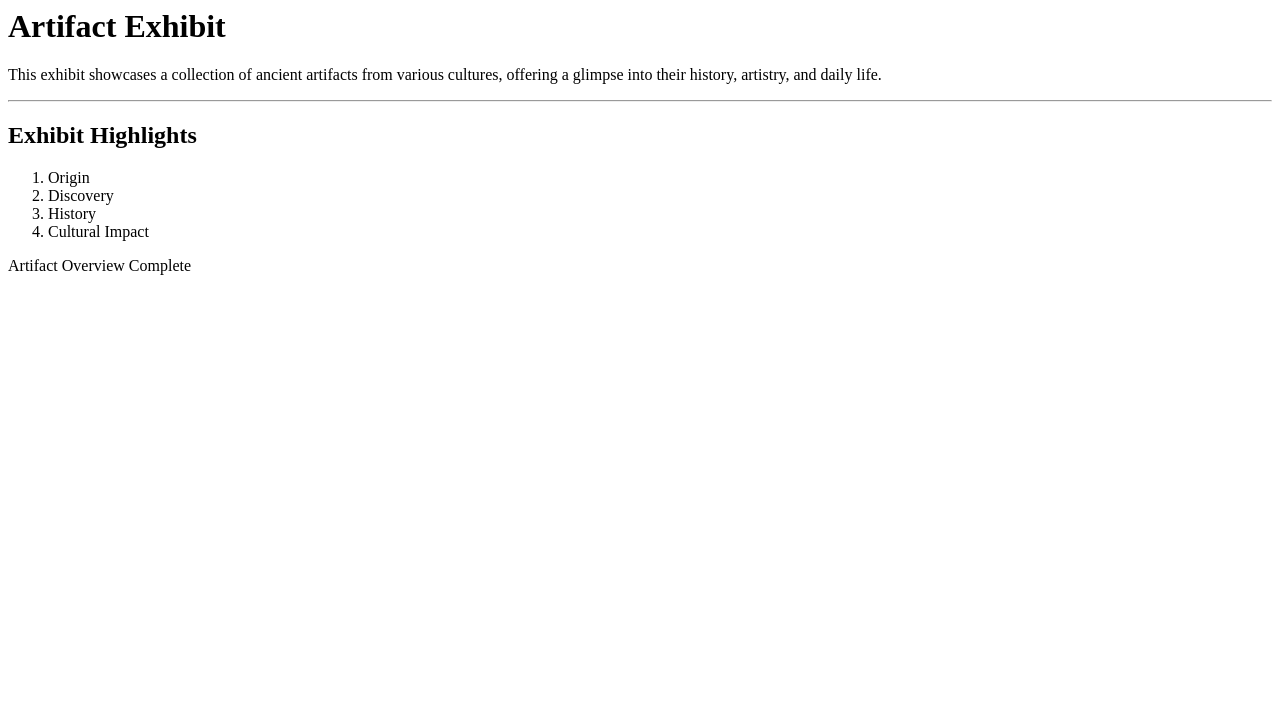 Artifact Exhibit
This exhibit showcases a collection of ancient artifacts from various cultures, offering a glimpse into their history, artistry, and daily life.
Exhibit Highlights
1. Origin
2. Discovery
3. History
4. Cultural Impact
Artifact Overview Complete